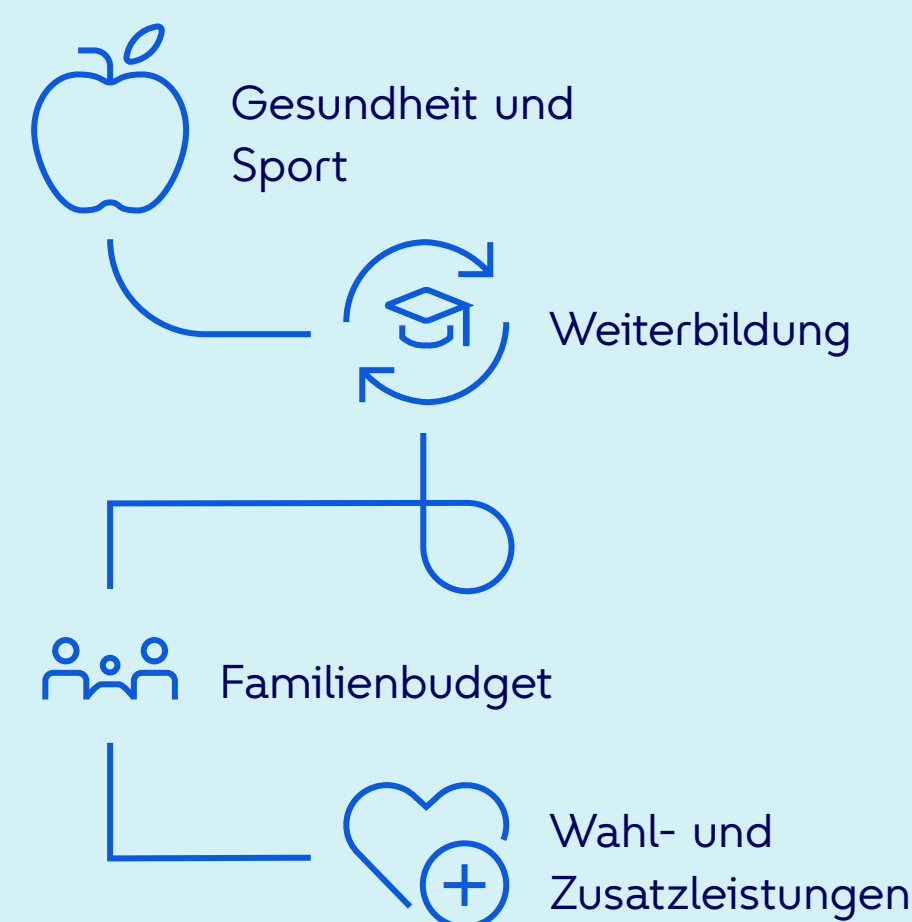 Gesundheit und
Sport
Weiterbildung
Familienbudget
Wahl- und
Zusatzleistungen